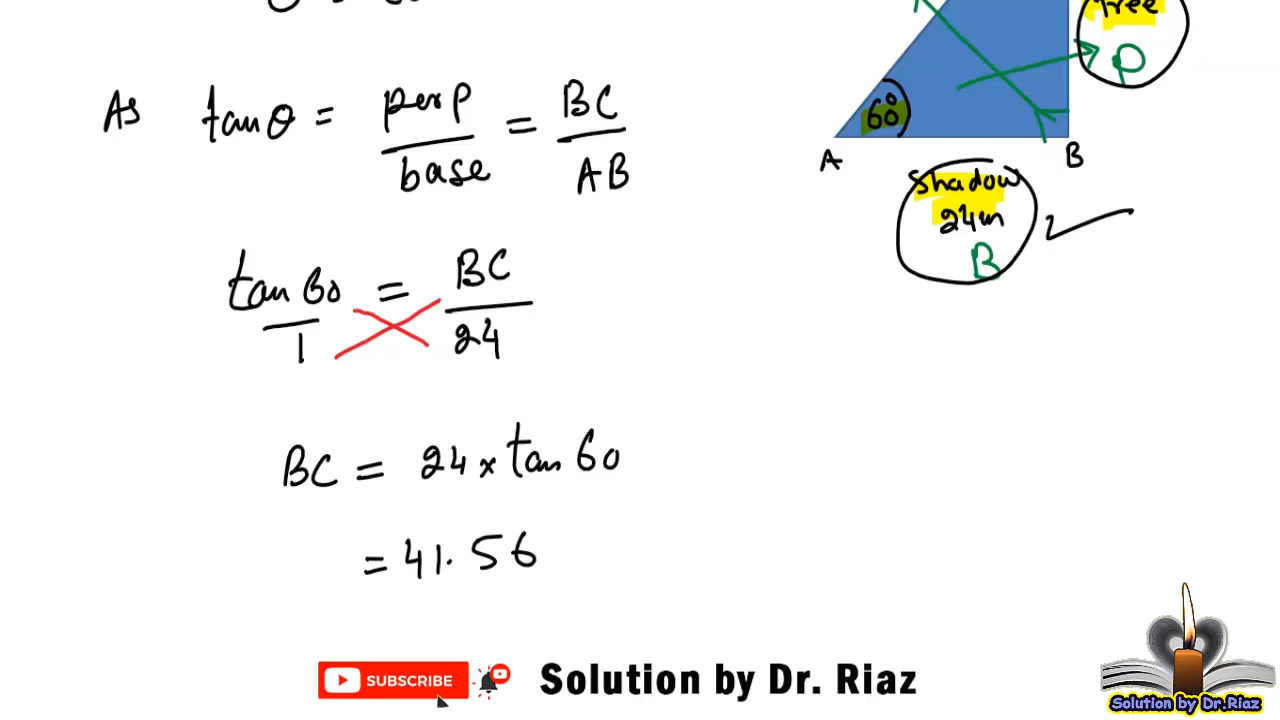 Tree
P
As tanθ = perp / base = BC / AB
60°
A
B
Shadow
24m
B
tan 60 / 1 = BC / 24
BC = 24 × tan 60
= 41.56
SUBSCRIBE
Solution by Dr. Riaz
Solution by Dr.Riaz